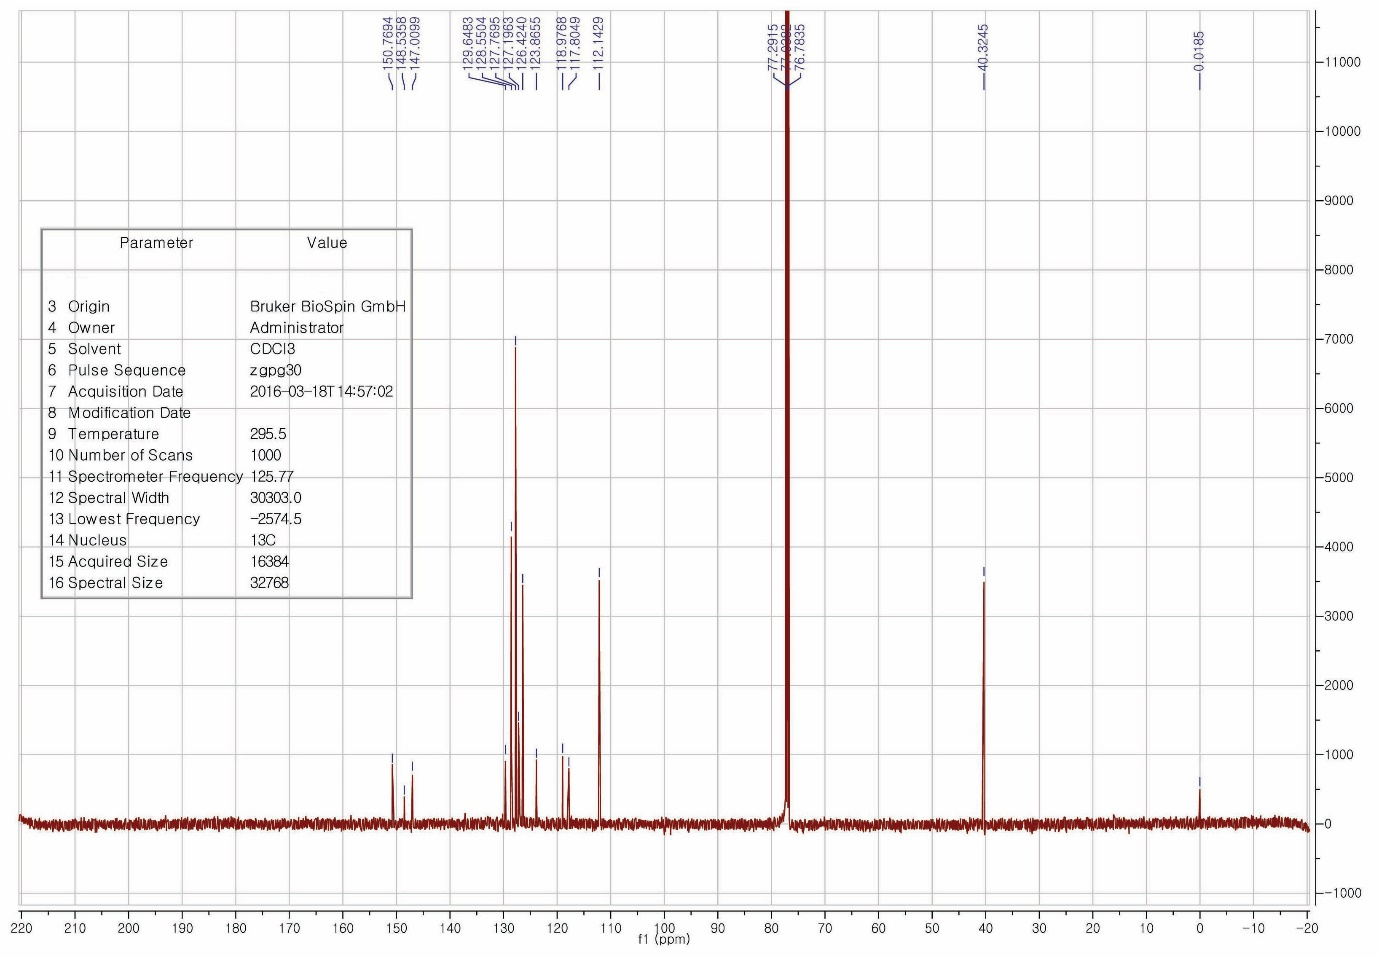 150.7694
148.5358
147.0099
129.6483
128.5504
127.7695
127.1963
126.4240
123.8655
118.9768
117.8049
112.1429
77.2915
76.7835
40.3245
0.0185
11000
10000
9000
8000
7000
6000
5000
4000
3000
2000
1000
0
-1000
Parameter Value
3 Origin Bruker BioSpin GmbH
4 Owner Administrator
5 Solvent CDCl3
6 Pulse Sequence zgpg30
7 Acquisition Date 2016-03-18T14:57:02
8 Modification Date
9 Temperature 295.5
10 Number of Scans 1000
11 Spectrometer Frequency 125.77
12 Spectral Width 30303.0
13 Lowest Frequency -2574.5
14 Nucleus 13C
15 Acquired Size 16384
16 Spectral Size 32768
220 210 200 190 180 170 160 150 140 130 120 110 100 90 80 70 60 50 40 30 20 10 0 -10 -20
f1 (ppm)